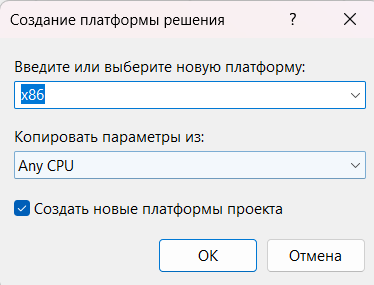 Создание платформы решения
?
Введите или выберите новую платформу:
x86
Копировать параметры из:
Any CPU
Создать новые платформы проекта
OK
Отмена